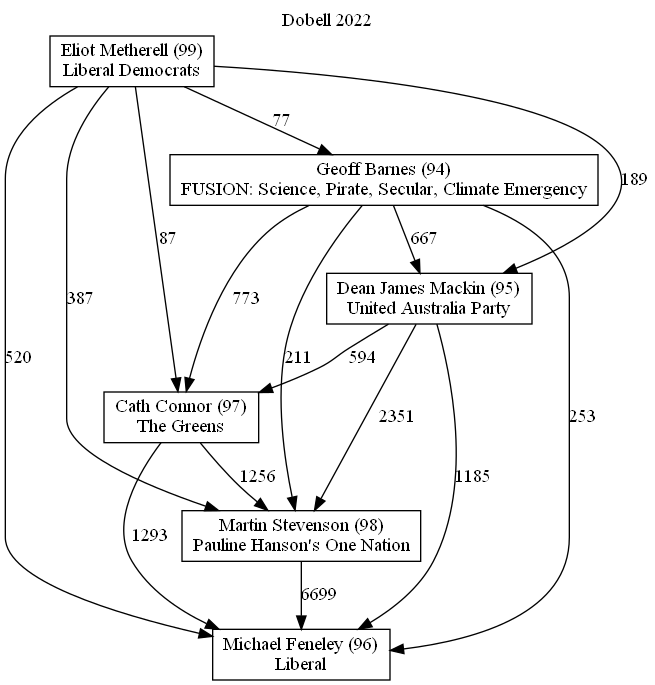 Dobell 2022
Eliot Metherell (99)
Liberal Democrats
77
Geoff Barnes (94)
FUSION: Science, Pirate, Secular, Climate Emergency
189
87
667
Dean James Mackin (95)
United Australia Party
387
773
520
211
594
Cath Connor (97)
The Greens
2351
253
1256
1185
Martin Stevenson (98)
Pauline Hanson's One Nation
1293
6699
Michael Feneley (96)
Liberal